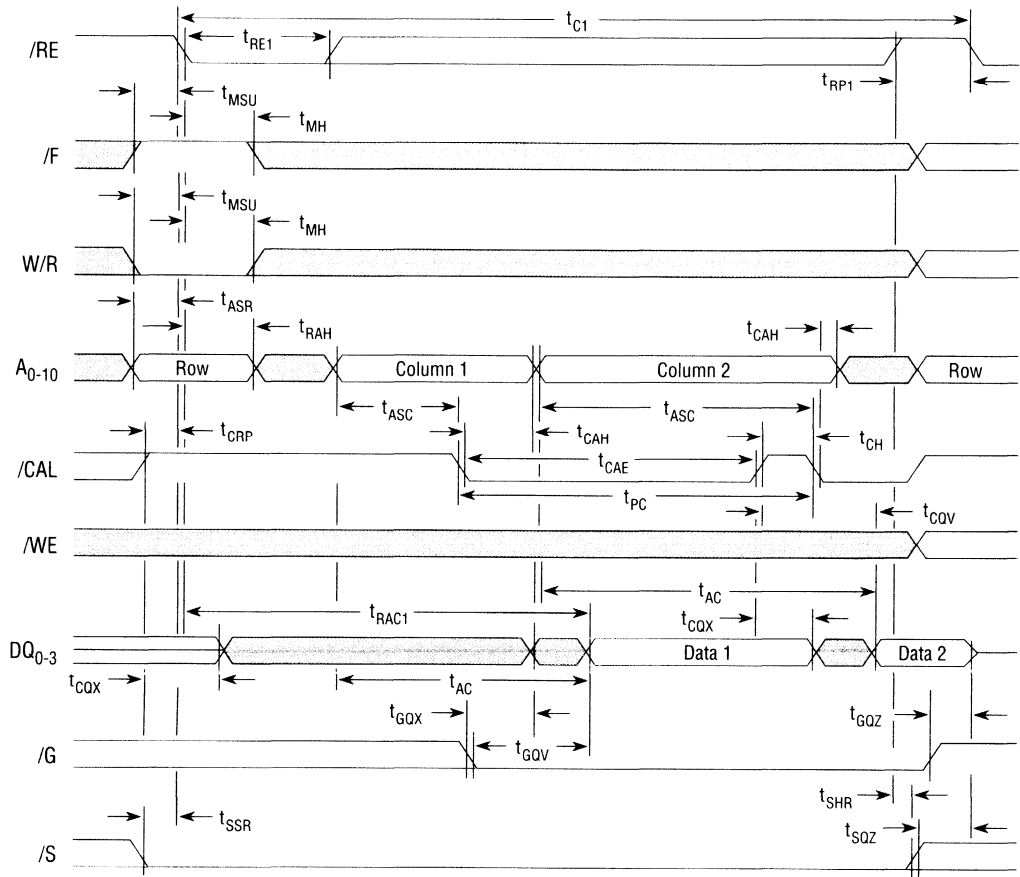 t_C1
/RE
t_RE1
t_RP1
t_MSU
t_MH
/F
t_MSU
t_MH
W/R
t_ASR
t_RAH
t_CAH
A_0-10
Row
Column 1
Column 2
Row
t_ASC
t_ASC
t_CRP
t_CAH
t_CH
/CAL
t_CAE
t_PC
t_CQV
/WE
t_RAC1
t_AC
t_CQX
DQ_0-3
Data 1
Data 2
t_CQX
t_AC
t_GQX
t_GQZ
/G
t_GQV
t_SHR
t_SSR
t_SQZ
/S